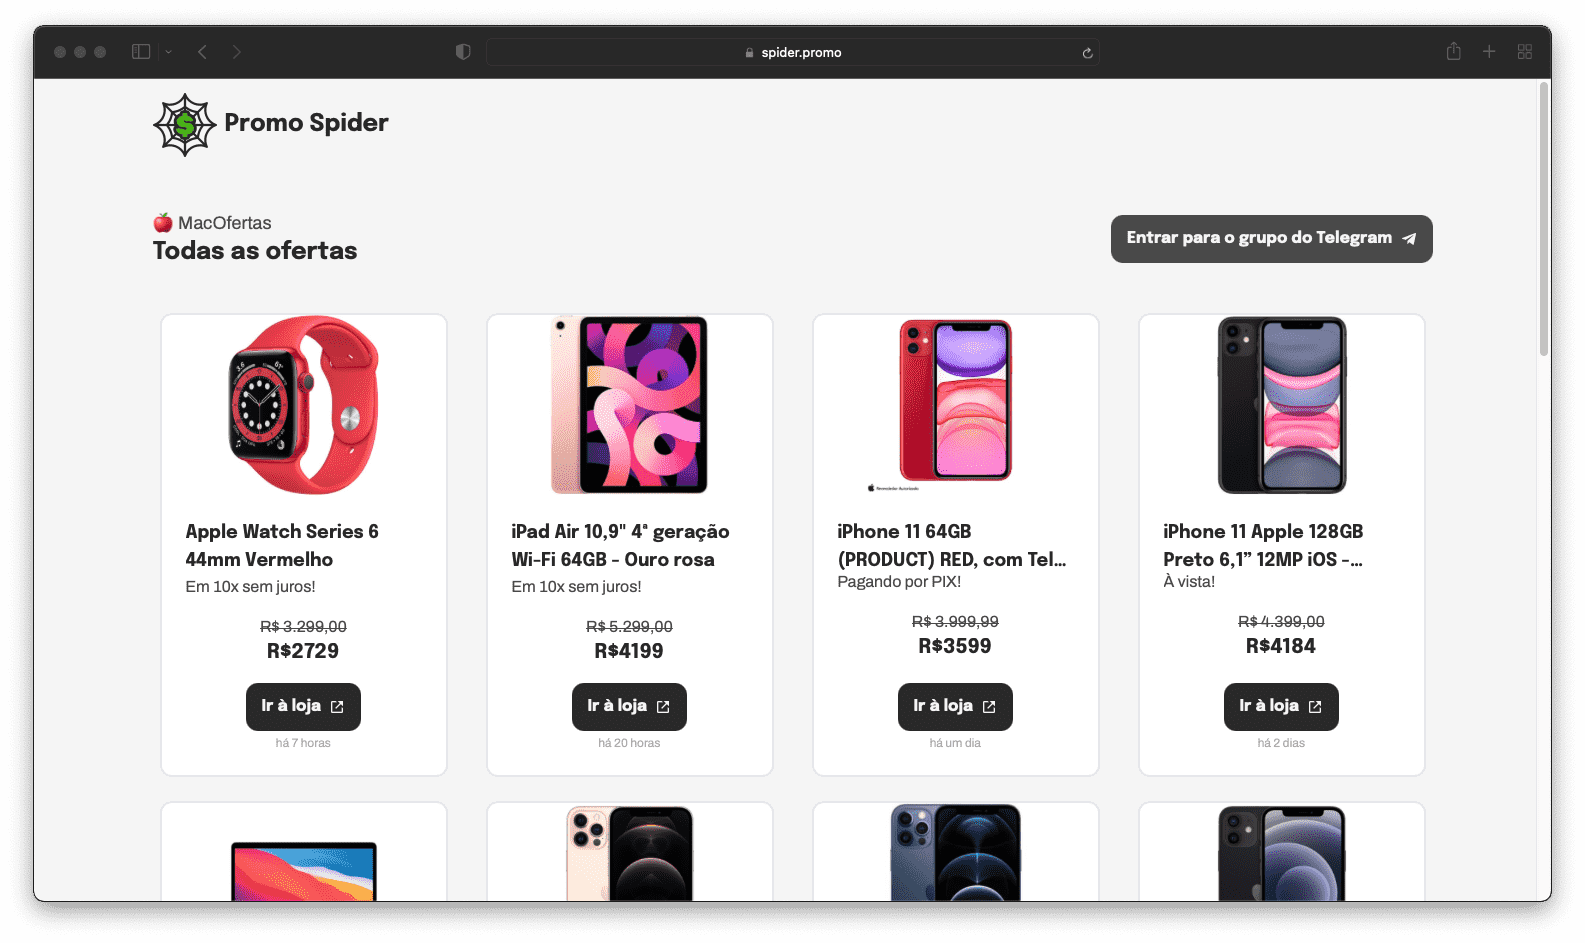 spider.promo
Promo Spider
MacOfertas
Todas as ofertas
Entrar para o grupo do Telegram
Apple Watch Series 6
44mm Vermelho
Em 10x sem juros!
R$ 3.299,00
R$2729
Ir à loja
há 7 horas
iPad Air 10,9" 4ª geração
Wi-Fi 64GB - Ouro rosa
Em 10x sem juros!
R$ 5.299,00
R$4199
Ir à loja
há 20 horas
Revendedor Autorizado
iPhone 11 64GB
(PRODUCT) RED, com Tel...
Pagando por PIX!
R$ 3.999,99
R$3599
Ir à loja
há um dia
iPhone 11 Apple 128GB
Preto 6,1” 12MP iOS -...
À vista!
R$ 4.399,00
R$4184
Ir à loja
há 2 dias